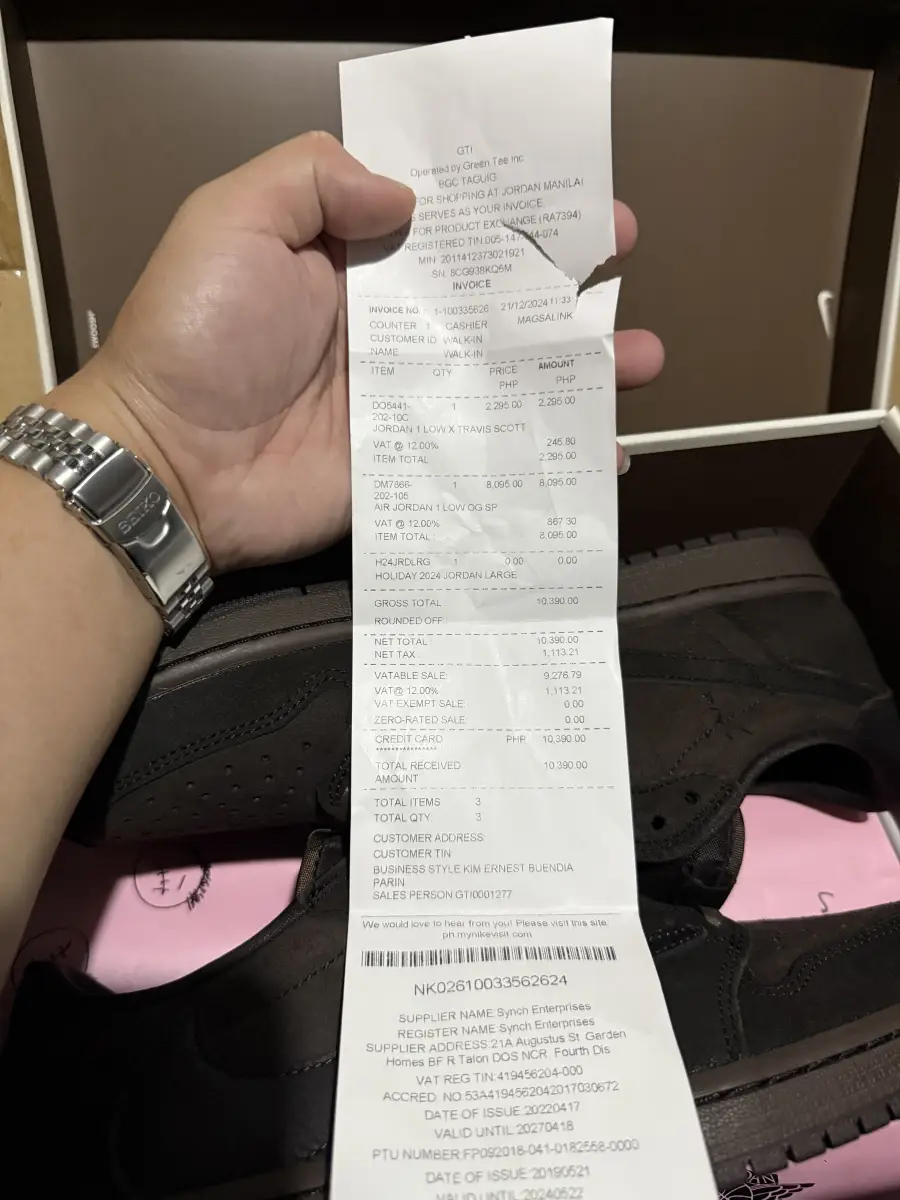 GTI
Operated by Green Tee Inc
BGC TAGUIG
FOR SHOPPING AT JORDAN MANILA!
SERVES AS YOUR INVOICE
FOR PRODUCT EXCHANGE (RA7394)
VAT REGISTERED TIN:005-147-
-074
MIN 2011412373021921
SN: 8CG938KQ6M
INVOICE
INVOICE NO. : 1-100335626 21/12/2024 11:33
COUNTER 1 CASHIER MAGSALINK
CUSTOMER ID WALK-IN
NAME WALK-IN
ITEM QTY PRICE AMOUNT
PHP PHP
DO5441- 1 2,295.00 2,295.00
202-10C
JORDAN 1 LOW X TRAVIS SCOTT
VAT @ 12.00% 245.80
ITEM TOTAL 2,295.00
DM7866- 1 8,095.00 8,095.00
202-105
AIR JORDAN 1 LOW OG SP
VAT @ 12.00% 867.30
ITEM TOTAL : 8,095.00
H24JRDLRG 1 0.00 0.00
HOLIDAY 2024 JORDAN LARGE
GROSS TOTAL 10,390.00
ROUNDED OFF
NET TOTAL 10,390.00
NET TAX 1,113.21
VATABLE SALE: 9,276.79
VAT@ 12.00% 1,113.21
VAT EXEMPT SALE: 0.00
ZERO-RATED SALE: 0.00
CREDIT CARD PHP 10,390.00
****************
TOTAL RECEIVED 10,390.00
AMOUNT
TOTAL ITEMS 3
TOTAL QTY: 3
CUSTOMER ADDRESS:
CUSTOMER TIN
BUSINESS STYLE KIM ERNEST BUENDIA
PARIN
SALES PERSON GTI0001277
We would love to hear from you! Please visit this site:
ph.mynikevisit.com
NK02610033562624
SUPPLIER NAME:Synch Enterprises
REGISTER NAME:Synch Enterprises
SUPPLIER ADDRESS:21A Augustus St. Garden
Homes BF R Talon DOS NCR, Fourth Dis
VAT REG TIN:419456204-000
ACCRED. NO:53A4194562042017030672
DATE OF ISSUE:20220417
VALID UNTIL:20270418
PTU NUMBER:FP092018-041-0182558-0000
DATE OF ISSUE:20190521
VALID UNTIL:20240522
SEIKO